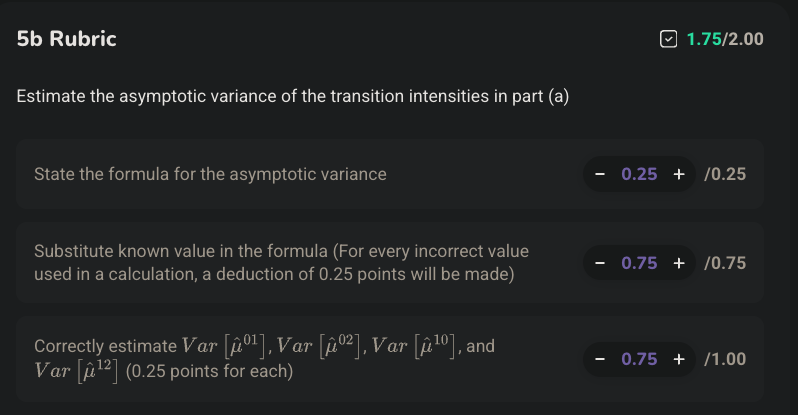 5b Rubric 1.75/2.00
Estimate the asymptotic variance of the transition intensities in part (a)
State the formula for the asymptotic variance − 0.25 + /0.25
Substitute known value in the formula (For every incorrect value
used in a calculation, a deduction of 0.25 points will be made) − 0.75 + /0.75
Correctly estimate $Var\left[\hat{\mu}^{01}\right]$, $Var\left[\hat{\mu}^{02}\right]$, $Var\left[\hat{\mu}^{10}\right]$, and
$Var\left[\hat{\mu}^{12}\right]$ (0.25 points for each) − 0.75 + /1.00